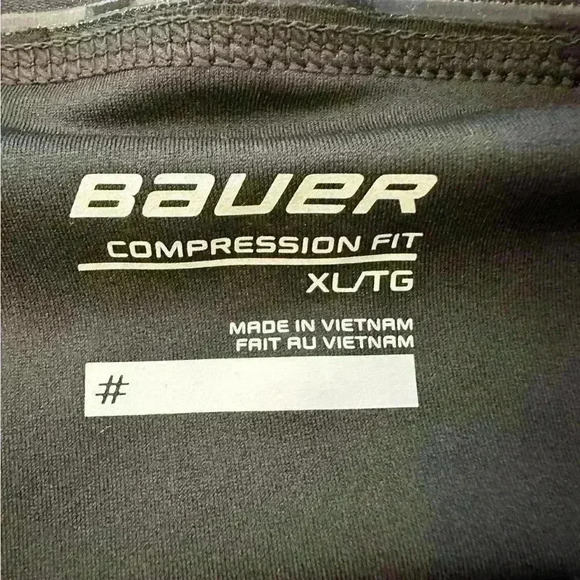 BAUER
COMPRESSION FIT
XL/TG
MADE IN VIETNAM
FAIT AU VIETNAM
#